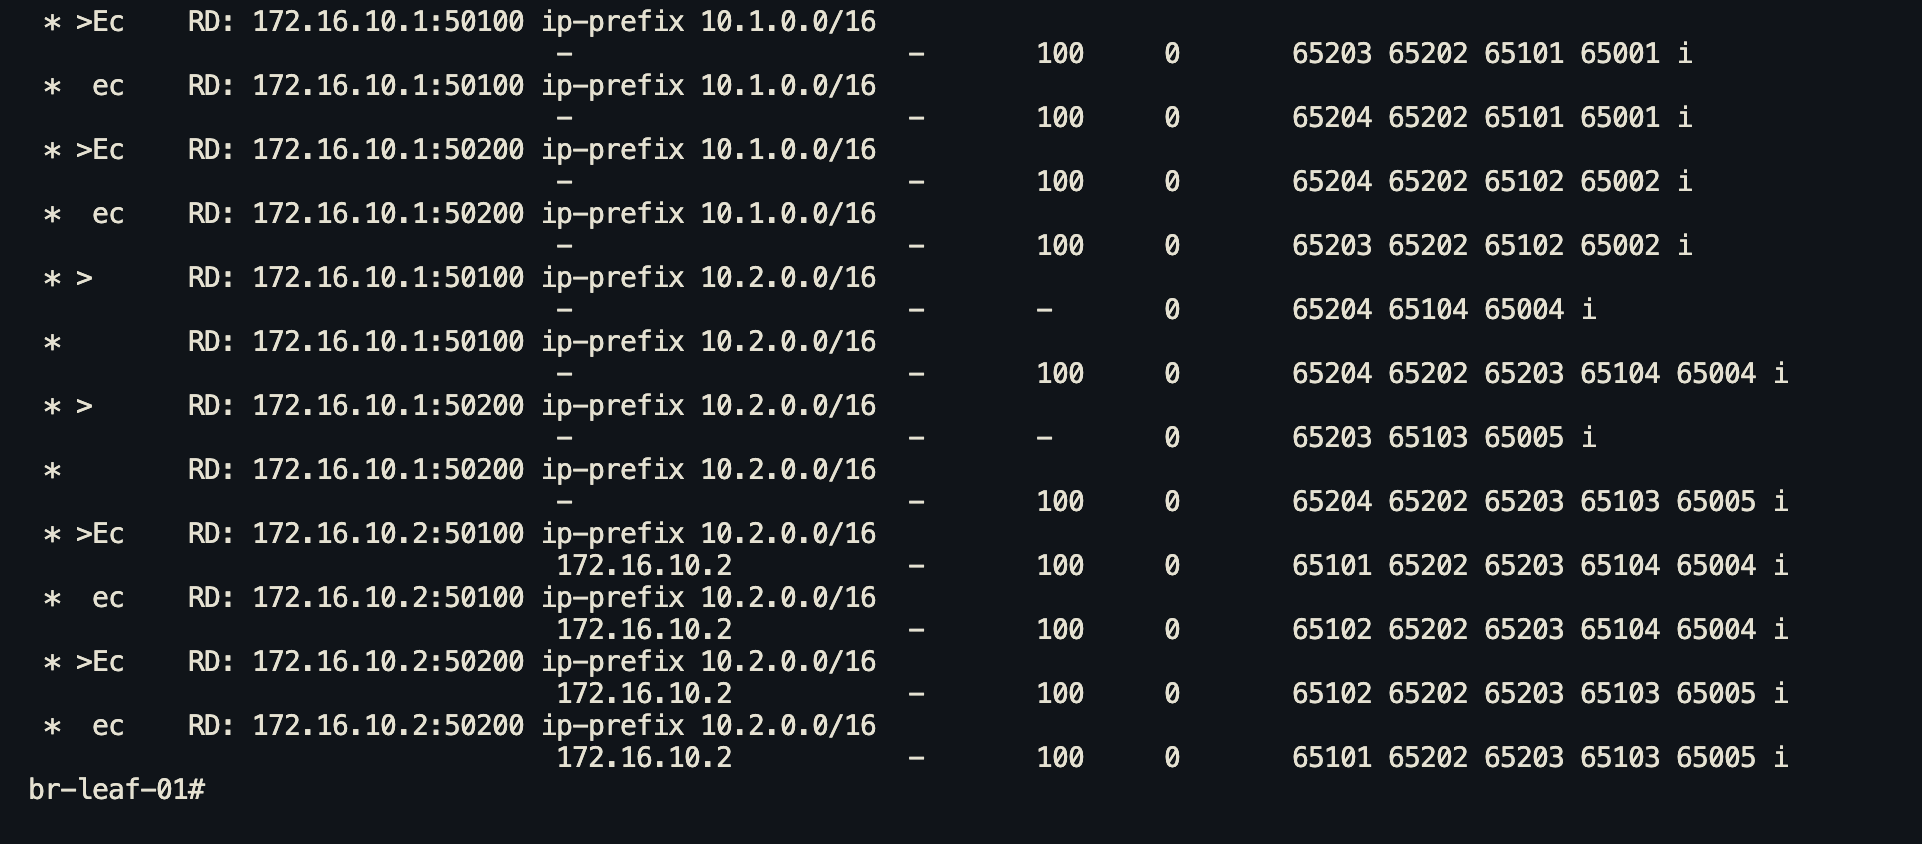 * >Ec    RD: 172.16.10.1:50100 ip-prefix 10.1.0.0/16
- - 100 0 65203 65202 65101 65001 i
*  ec    RD: 172.16.10.1:50100 ip-prefix 10.1.0.0/16
- - 100 0 65204 65202 65101 65001 i
* >Ec    RD: 172.16.10.1:50200 ip-prefix 10.1.0.0/16
- - 100 0 65204 65202 65102 65002 i
*  ec    RD: 172.16.10.1:50200 ip-prefix 10.1.0.0/16
- - 100 0 65203 65202 65102 65002 i
* >      RD: 172.16.10.1:50100 ip-prefix 10.2.0.0/16
- - - 0 65204 65104 65004 i
*        RD: 172.16.10.1:50100 ip-prefix 10.2.0.0/16
- - 100 0 65204 65202 65203 65104 65004 i
* >      RD: 172.16.10.1:50200 ip-prefix 10.2.0.0/16
- - - 0 65203 65103 65005 i
*        RD: 172.16.10.1:50200 ip-prefix 10.2.0.0/16
- - 100 0 65204 65202 65203 65103 65005 i
* >Ec    RD: 172.16.10.2:50100 ip-prefix 10.2.0.0/16
172.16.10.2 - 100 0 65101 65202 65203 65104 65004 i
*  ec    RD: 172.16.10.2:50100 ip-prefix 10.2.0.0/16
172.16.10.2 - 100 0 65102 65202 65203 65104 65004 i
* >Ec    RD: 172.16.10.2:50200 ip-prefix 10.2.0.0/16
172.16.10.2 - 100 0 65102 65202 65203 65103 65005 i
*  ec    RD: 172.16.10.2:50200 ip-prefix 10.2.0.0/16
172.16.10.2 - 100 0 65101 65202 65203 65103 65005 i
br-leaf-01#